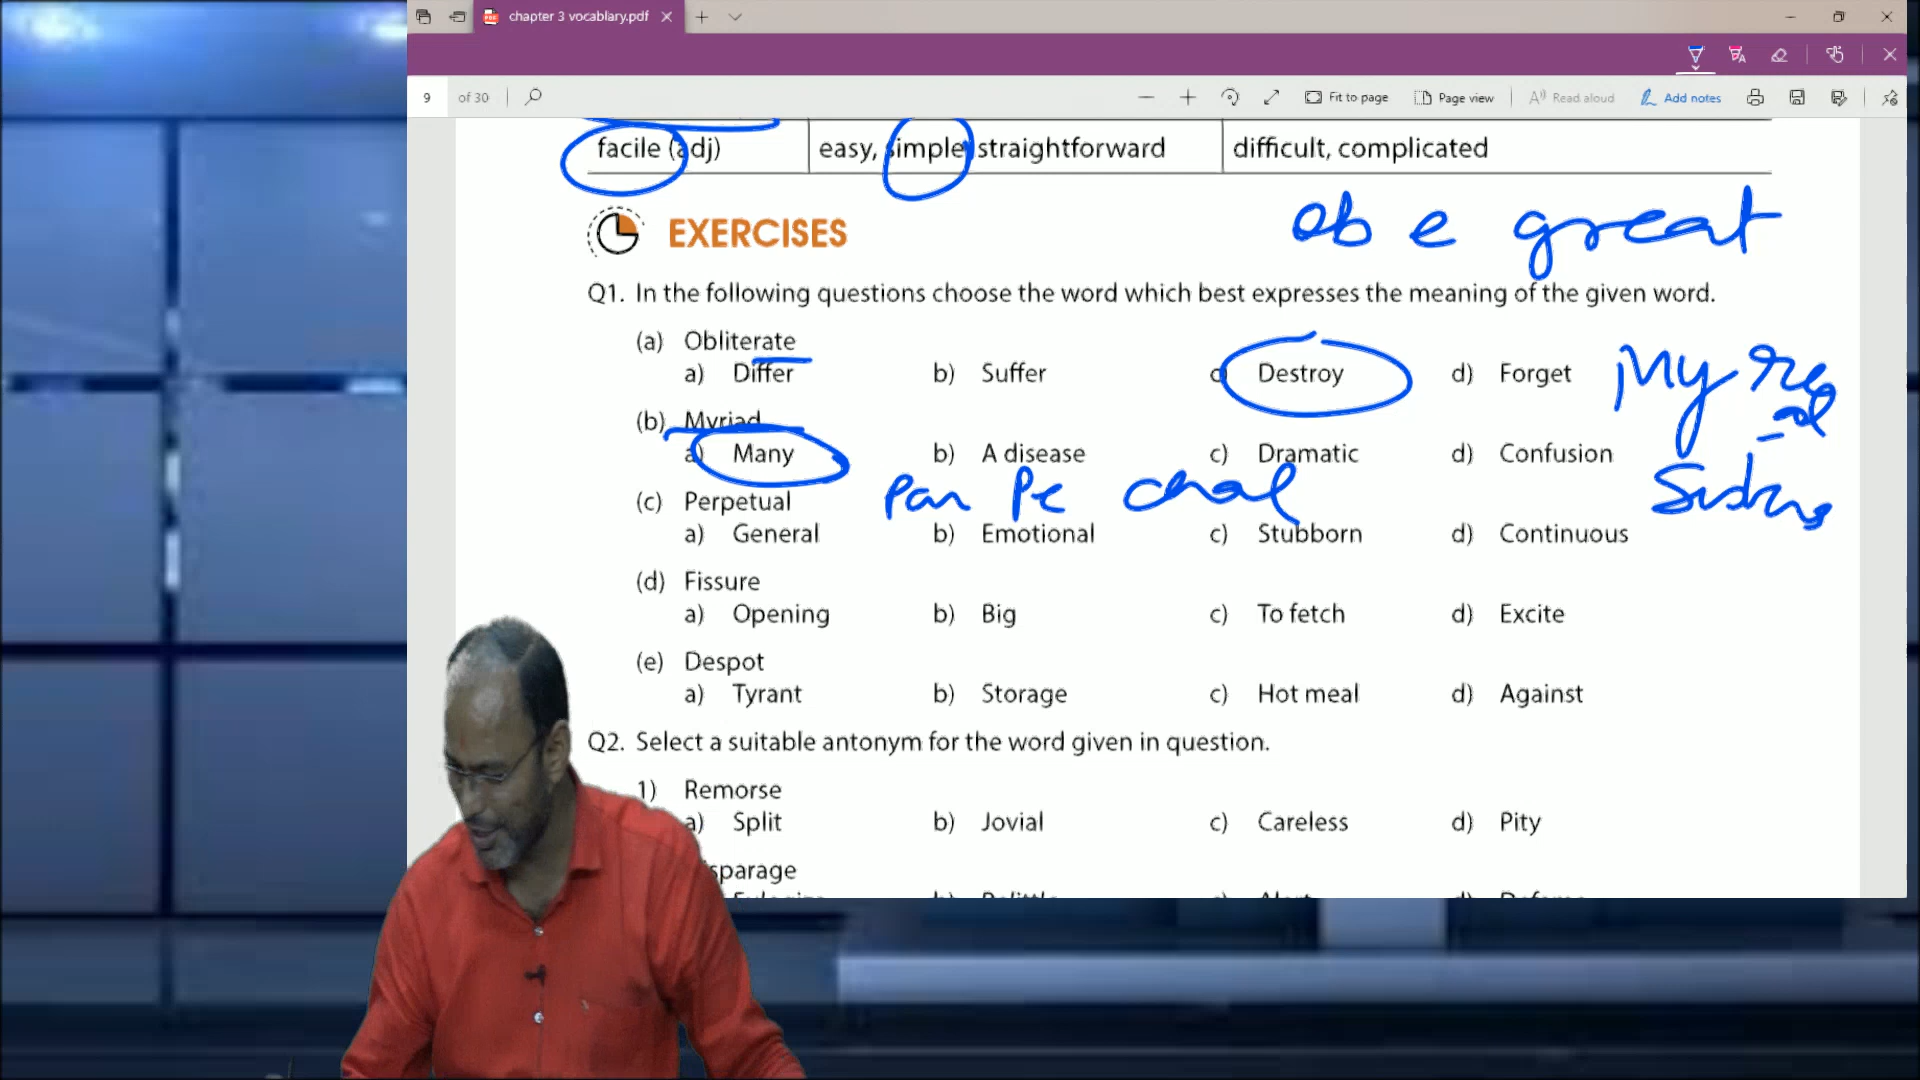 chapter 3 vocablary.pdf
9 of 30 Fit to page Page view Read aloud Add notes
facile (adj) easy, simple, straightforward difficult, complicated
EXERCISES
ob e great
Q1. In the following questions choose the word which best expresses the meaning of the given word.
(a) Obliterate
a) Differ b) Suffer c) Destroy d) Forget
My
(b) Myriad
a) Many b) A disease c) Dramatic d) Confusion
(c) Perpetual
Pe chal
a) General b) Emotional c) Stubborn d) Continuous
(d) Fissure
a) Opening b) Big c) To fetch d) Excite
(e) Despot
a) Tyrant b) Storage c) Hot meal d) Against
Q2. Select a suitable antonym for the word given in question.
1) Remorse
a) Split b) Jovial c) Careless d) Pity
sparage